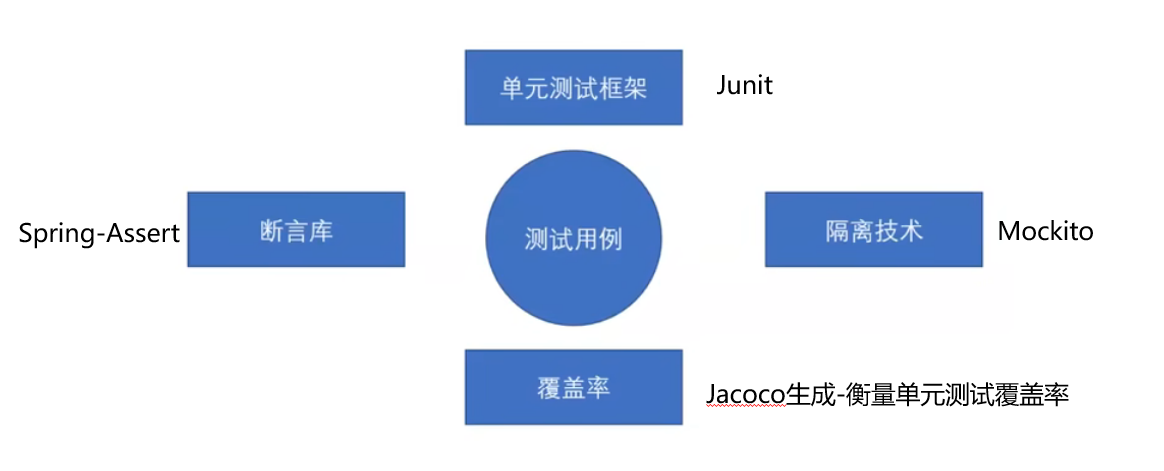 单元测试框架
Junit
Spring-Assert
断言库
测试用例
隔离技术
Mockito
覆盖率
Jacoco生成-衡量单元测试覆盖率